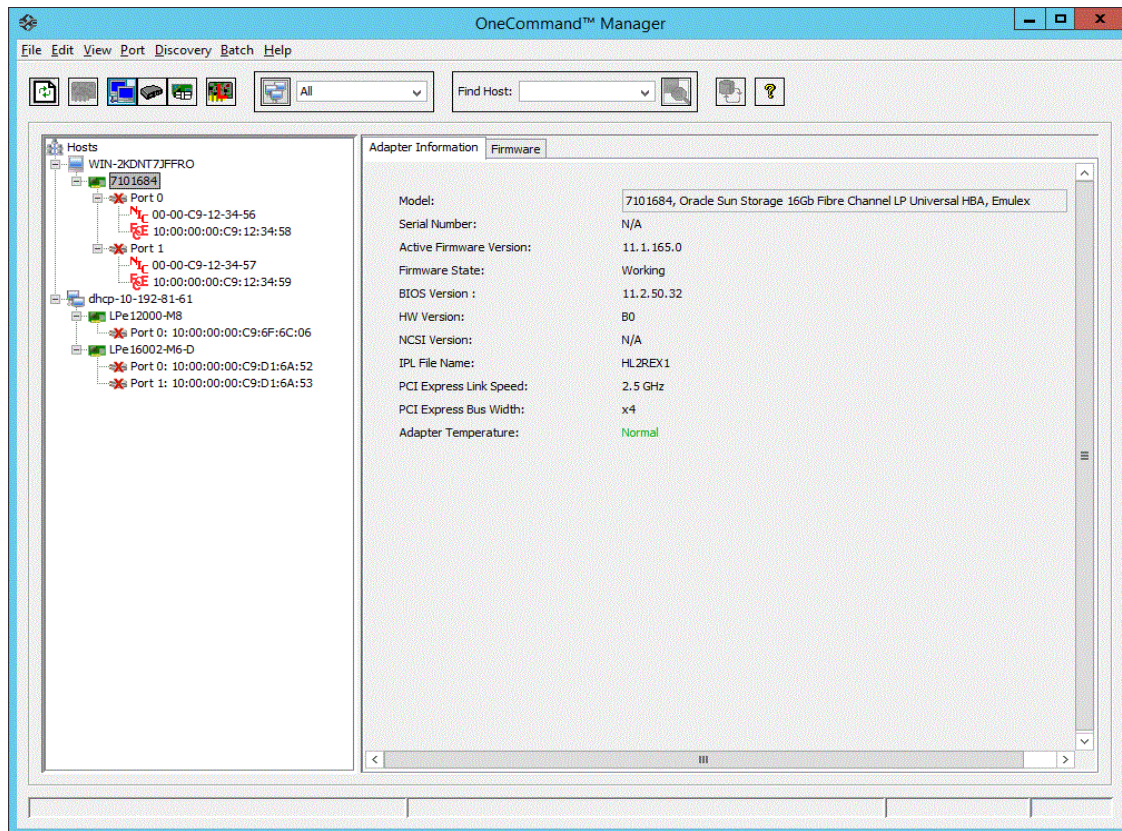 OneCommand™ Manager
File Edit View Port Discovery Batch Help
All
Find Host:
Hosts
WIN-2KDNT7JFFRO
7101684
Port 0
NIC 00-00-C9-12-34-56
FCoE 10:00:00:00:C9:12:34:58
Port 1
NIC 00-00-C9-12-34-57
FCoE 10:00:00:00:C9:12:34:59
dhcp-10-192-81-61
LPe12000-M8
Port 0: 10:00:00:00:C9:6F:6C:06
LPe16002-M6-D
Port 0: 10:00:00:00:C9:D1:6A:52
Port 1: 10:00:00:00:C9:D1:6A:53
Adapter Information Firmware
Model: 7101684, Oracle Sun Storage 16Gb Fibre Channel LP Universal HBA, Emulex
Serial Number: N/A
Active Firmware Version: 11.1.165.0
Firmware State: Working
BIOS Version : 11.2.50.32
HW Version: B0
NCSI Version: N/A
IPL File Name: HL2REX1
PCI Express Link Speed: 2.5 GHz
PCI Express Bus Width: x4
Adapter Temperature: Normal